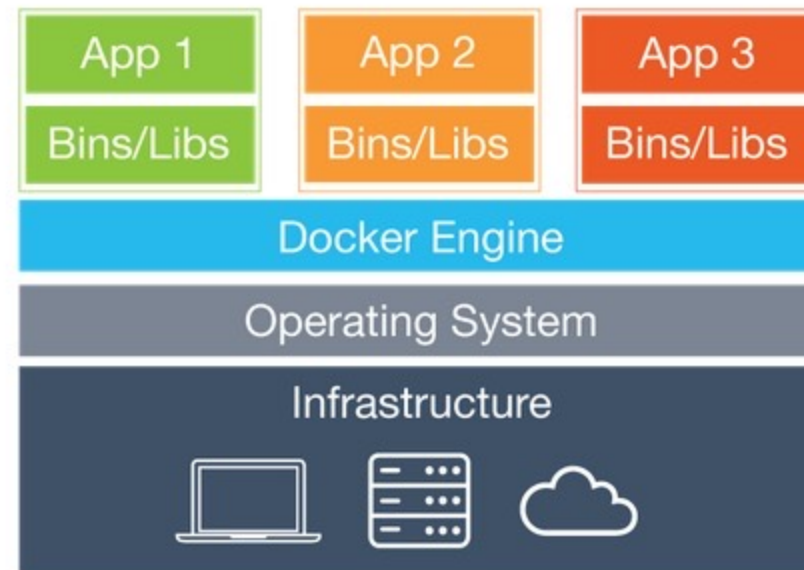 App 1
App 2
App 3
Bins/Libs
Bins/Libs
Bins/Libs
Docker Engine
Operating System
Infrastructure